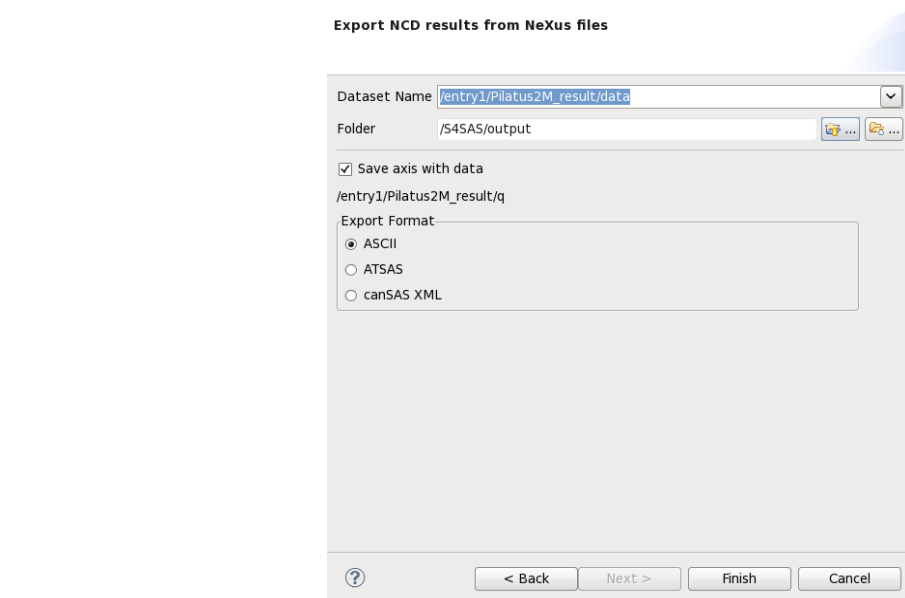 Export NCD results from NeXus files
Dataset Name /entry1/Pilatus2M_result/data
Folder /S4SAS/output ... ...
Save axis with data
/entry1/Pilatus2M_result/q
Export Format
ASCII
ATSAS
canSAS XML
? < Back Next > Finish Cancel